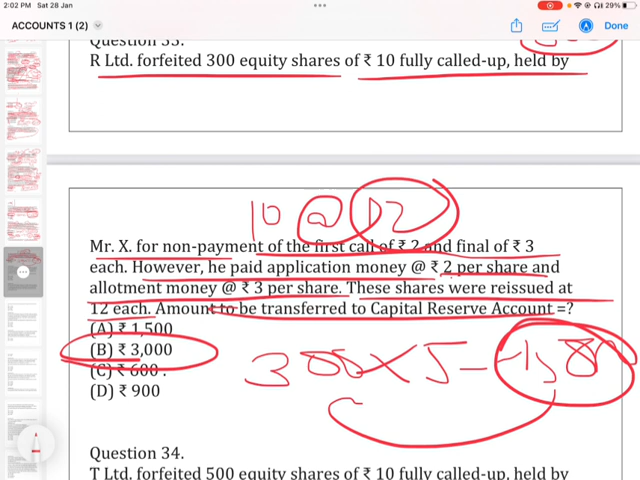 2:02 PM Sat 28 Jan
29%
ACCOUNTS 1 (2)
Done
Question 33.
R Ltd. forfeited 300 equity shares of ₹ 10 fully called-up, held by
10 @ 12
Mr. X. for non-payment of the first call of ₹ 2 and final of ₹ 3
each. However, he paid application money @ ₹ 2 per share and
allotment money @ ₹ 3 per share. These shares were reissued at
12 each. Amount to be transferred to Capital Reserve Account =?
(A) ₹ 1,500
(B) ₹ 3,000
(C) ₹ 600
(D) ₹ 900
300 X 5 -
Question 34.
T Ltd. forfeited 500 equity shares of ₹ 10 fully called-up, held by